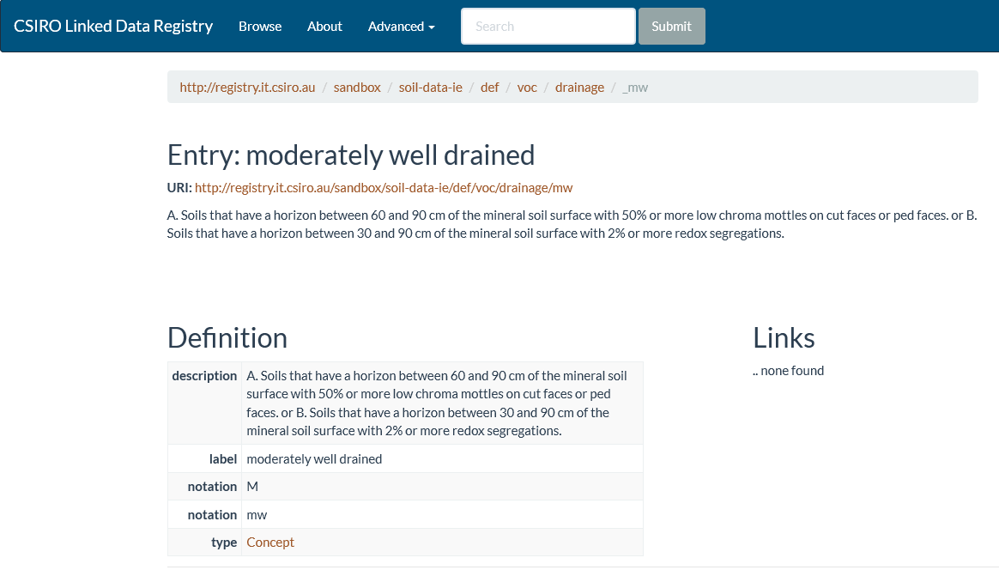 CSIRO Linked Data Registry Browse About Advanced Search Submit
http://registry.it.csiro.au / sandbox / soil-data-ie / def / voc / drainage / _mw
Entry: moderately well drained
URI: http://registry.it.csiro.au/sandbox/soil-data-ie/def/voc/drainage/mw
A. Soils that have a horizon between 60 and 90 cm of the mineral soil surface with 50% or more low chroma mottles on cut faces or ped faces. or B.
Soils that have a horizon between 30 and 90 cm of the mineral soil surface with 2% or more redox segregations.
Definition
description A. Soils that have a horizon between 60 and 90 cm of the mineral soil
surface with 50% or more low chroma mottles on cut faces or ped
faces. or B. Soils that have a horizon between 30 and 90 cm of the
mineral soil surface with 2% or more redox segregations.
label moderately well drained
notation M
notation mw
type Concept
Links
.. none found